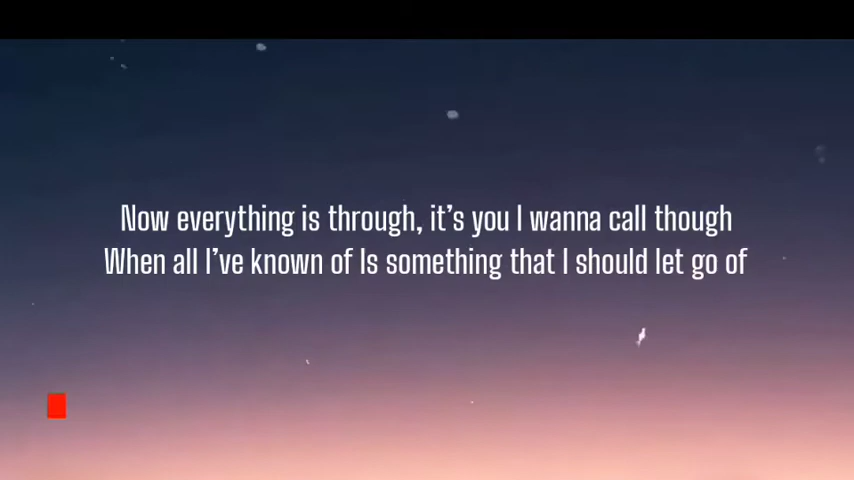 Now everything is through, it's you I wanna call though
When all I've known of Is something that I should let go of